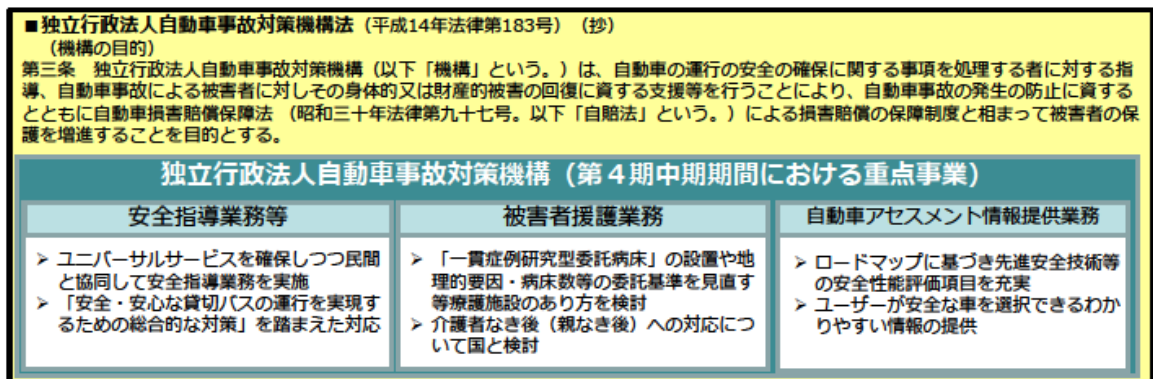 ■独立行政法人自動車事故対策機構法（平成14年法律第183号）（抄）
（機構の目的）
第三条　独立行政法人自動車事故対策機構（以下「機構」という。）は、自動車の運行の安全の確保に関する事項を処理する者に対する指
導、自動車事故による被害者に対しその身体的又は財産的被害の回復に資する支援等を行うことにより、自動車事故の発生の防止に資する
とともに自動車損害賠償保障法 （昭和三十年法律第九十七号。以下「自賠法」という。）による損害賠償の保障制度と相まって被害者の保
護を増進することを目的とする。
独立行政法人自動車事故対策機構（第４期中期期間における重点事業）
安全指導業務等
➢ ユニバーサルサービスを確保しつつ民間
と協同して安全指導業務を実施
➢ 「安全・安心な貸切バスの運行を実現す
るための総合的な対策」を踏まえた対応
被害者援護業務
➢ 「一貫症例研究型委託病床」の設置や地
理的要因・病床数等の委託基準を見直す
等療護施設のあり方を検討
➢ 介護者なき後（親なき後）への対応につ
いて国と検討
自動車アセスメント情報提供業務
➢ ロードマップに基づき先進安全技術等
の安全性能評価項目を充実
➢ ユーザーが安全な車を選択できるわか
りやすい情報の提供